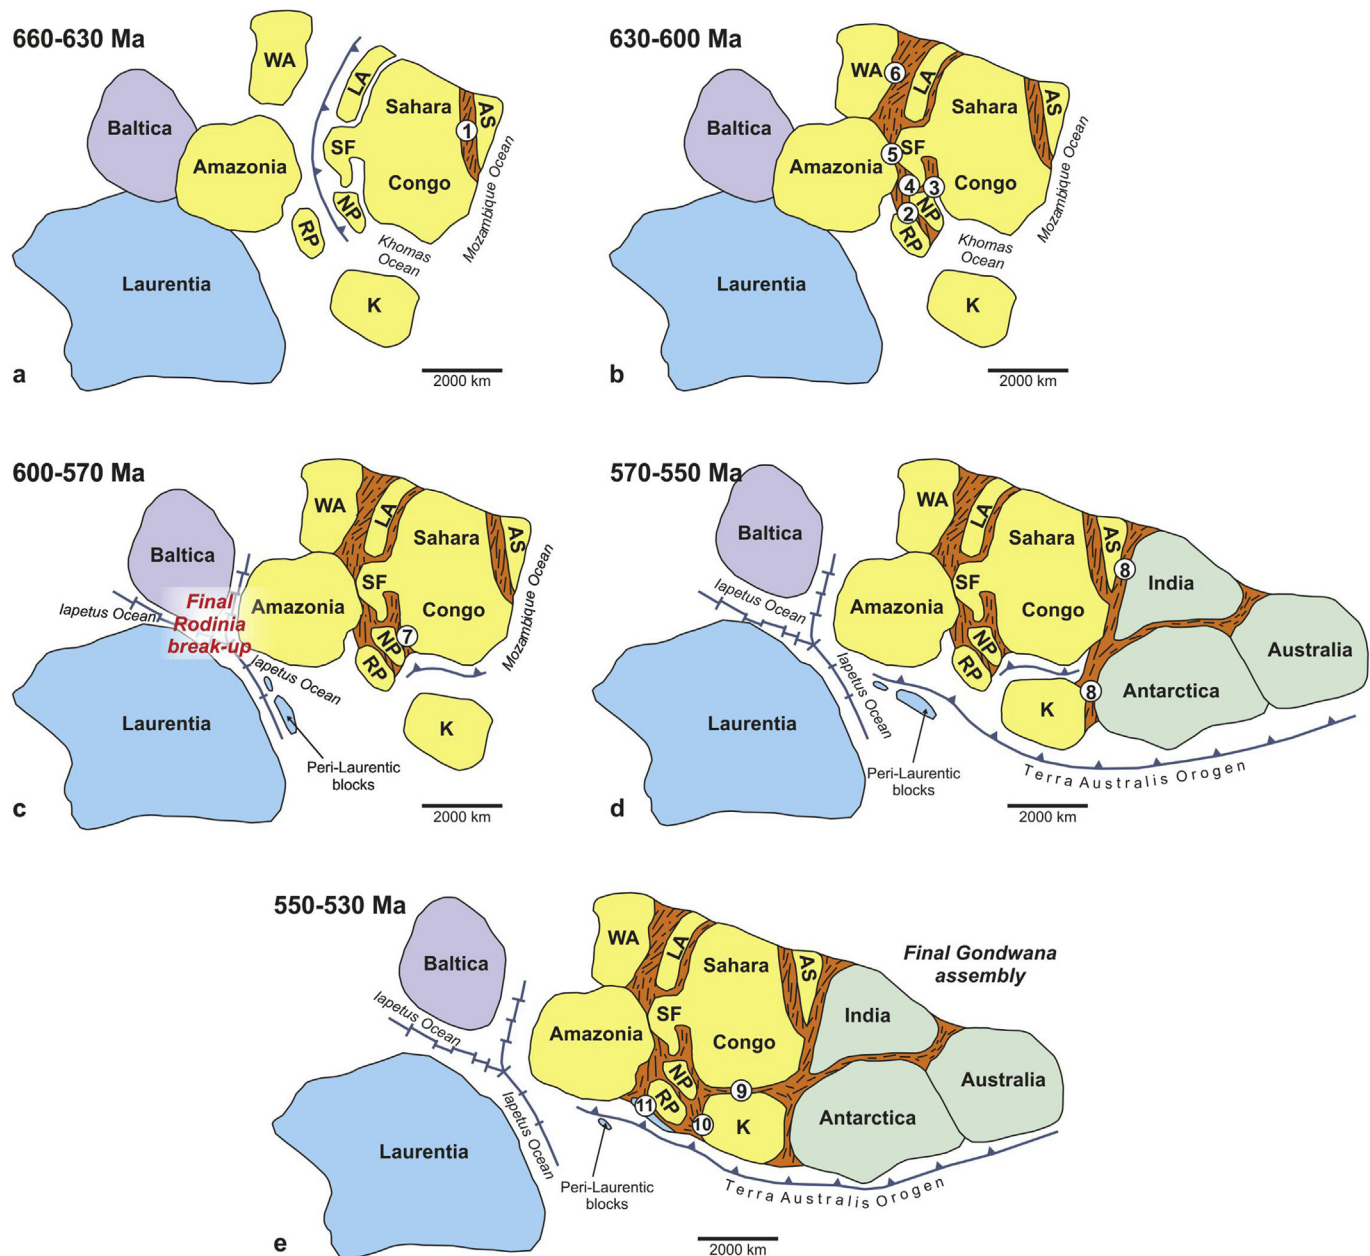 660-630 Ma
WA
LA
Sahara
AS
1
Baltica
Amazonia
SF
Congo
NP
RP
Mozambique Ocean
Khomas
Ocean
Laurentia
K
2000 km
a
630-600 Ma
WA
6
LA
Sahara
AS
Baltica
Amazonia
5
SF
4
3
Congo
2
NP
RP
Mozambique Ocean
Khomas
Ocean
Laurentia
K
2000 km
b
600-570 Ma
WA
LA
Sahara
AS
Baltica
SF
Iapetus Ocean
Final
Rodinia
break-up
Amazonia
Congo
7
NP
RP
Mozambique Ocean
Iapetus Ocean
Laurentia
K
Peri-Laurentic
blocks
2000 km
c
570-550 Ma
WA
LA
Sahara
AS
Baltica
8
India
SF
Iapetus Ocean
Amazonia
Congo
NP
RP
Australia
Iapetus Ocean
8
Antarctica
Laurentia
K
Peri-Laurentic
blocks
Terra Australis Orogen
2000 km
d
550-530 Ma
WA
LA
Sahara
AS
Final Gondwana
assembly
Baltica
Iapetus Ocean
Amazonia
SF
India
Congo
NP
Australia
9
RP
11
10
K
Antarctica
Iapetus Ocean
Laurentia
Peri-Laurentic
blocks
Terra Australis Orogen
2000 km
e